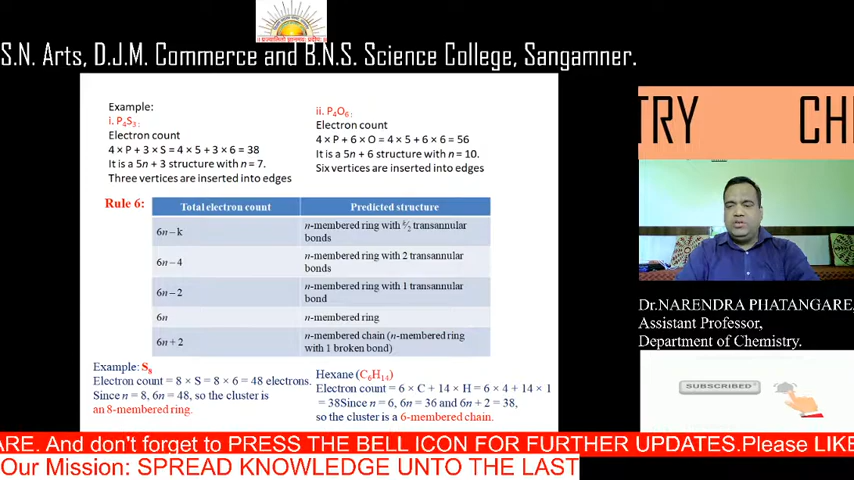 S.N. Arts, D.J.M. Commerce and B.N.S. Science College, Sangamner.
TRY CH
Example:
i. P4S3 :
Electron count
4 × P + 3 × S = 4 × 5 + 3 × 6 = 38
It is a 5n + 3 structure with n = 7.
Three vertices are inserted into edges
ii. P4O6 :
Electron count
4 × P + 6 × O = 4 × 5 + 6 × 6 = 56
It is a 5n + 6 structure with n = 10.
Six vertices are inserted into edges
Rule 6:
Total electron count Predicted structure
6n – k n-membered ring with k⁄2 transannular
bonds
6n – 4 n-membered ring with 2 transannular
bonds
6n – 2 n-membered ring with 1 transannular
bond
6n n-membered ring
6n + 2 n-membered chain (n-membered ring
with 1 broken bond)
Example: S8
Electron count = 8 × S = 8 × 6 = 48 electrons.
Since n = 8, 6n = 48, so the cluster is
an 8-membered ring.
Hexane (C6H14)
Electron count = 6 × C + 14 × H = 6 × 4 + 14 × 1
= 38Since n = 6, 6n = 36 and 6n + 2 = 38,
so the cluster is a 6-membered chain.
Dr.NARENDRA PHATANGARE,
Assistant Professor,
Department of Chemistry.
SUBSCRIBED
ARE. And don't forget to PRESS THE BELL ICON FOR FURTHER UPDATES.Please LIKE
Our Mission: SPREAD KNOWLEDGE UNTO THE LAST